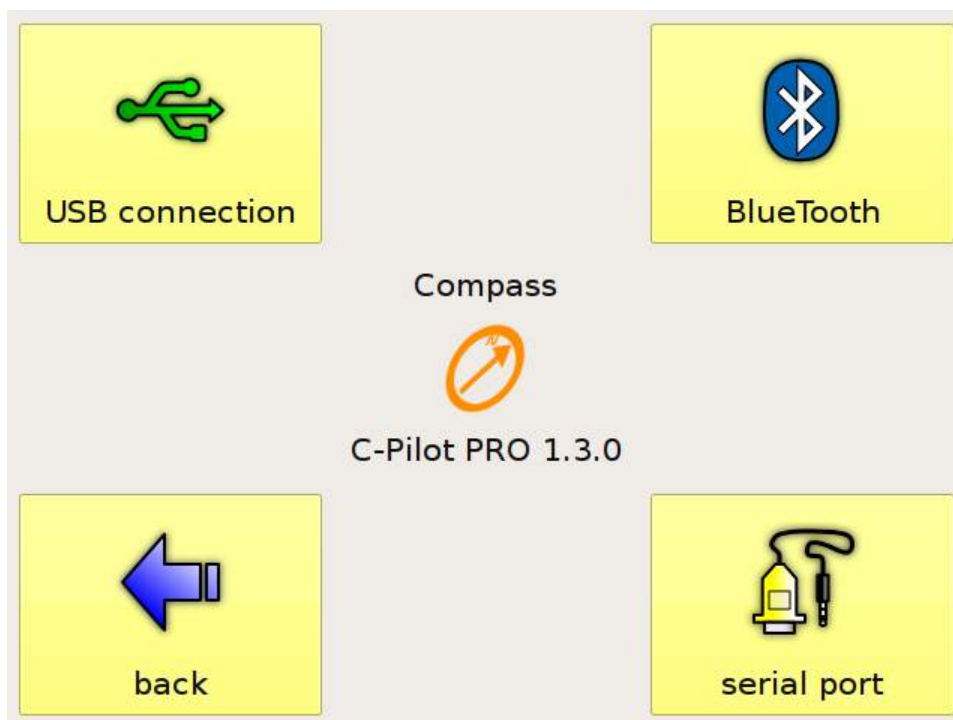 USB connection
BlueTooth
Compass
N
C-Pilot PRO 1.3.0
back
serial port